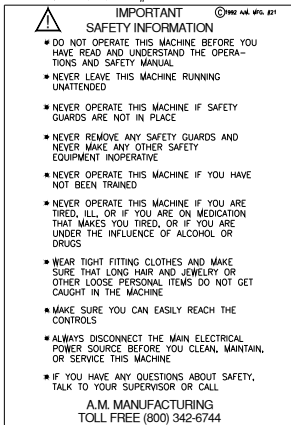 IMPORTANT
©1992 A.M. MFG. #21
SAFETY INFORMATION
* DO NOT OPERATE THIS MACHINE BEFORE YOU
HAVE READ AND UNDERSTAND THE OPERA-
TIONS AND SAFETY MANUAL
* NEVER LEAVE THIS MACHINE RUNNING
UNATTENDED
* NEVER OPERATE THIS MACHINE IF SAFETY
GUARDS ARE NOT IN PLACE
* NEVER REMOVE ANY SAFETY GUARDS AND
NEVER MAKE ANY OTHER SAFETY
EQUIPMENT INOPERATIVE
* NEVER OPERATE THIS MACHINE IF YOU HAVE
NOT BEEN TRAINED
* NEVER OPERATE THIS MACHINE IF YOU ARE
TIRED, ILL, OR IF YOU ARE ON MEDICATION
THAT MAKES YOU TIRED, OR IF YOU ARE
UNDER THE INFLUENCE OF ALCOHOL OR
DRUGS
* WEAR TIGHT FITTING CLOTHES AND MAKE
SURE THAT LONG HAIR AND JEWELRY OR
OTHER LOOSE PERSONAL ITEMS DO NOT GET
CAUGHT IN THE MACHINE
* MAKE SURE YOU CAN EASILY REACH THE
CONTROLS
* ALWAYS DISCONNECT THE MAIN ELECTRICAL
POWER SOURCE BEFORE YOU CLEAN, MAINTAIN,
OR SERVICE THIS MACHINE
* IF YOU HAVE ANY QUESTIONS ABOUT SAFETY,
TALK TO YOUR SUPERVISOR OR CALL
A.M. MANUFACTURING
TOLL FREE (800) 342-6744